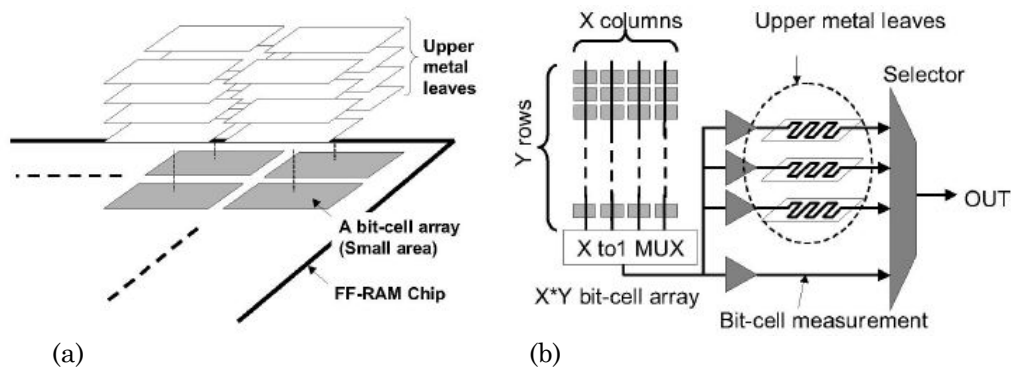 Upper
metal
leaves
A bit-cell array
(Small area)
FF-RAM Chip
(a)
X columns
Y rows
X to1 MUX
X*Y bit-cell array
Upper metal leaves
Selector
OUT
Bit-cell measurement
(b)